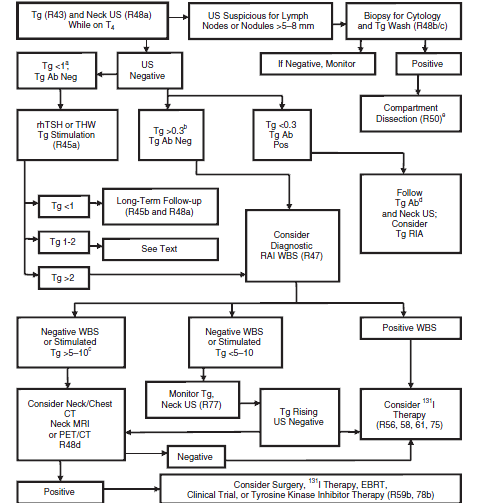 Tg (R43) and Neck US (R48a)
While on T4
US Suspicious for Lymph
Nodes or Nodules >5–8 mm
Biopsy for Cytology
and Tg Wash (R48b/c)
Tg <1a,
Tg Ab Neg
US
Negative
If Negative, Monitor
Positive
Compartment
Dissection (R50)e
rhTSH or THW
Tg Stimulation
(R45a)
Tg >0.3b
Tg Ab Neg
Tg <0.3
Tg Ab
Pos
Follow
Tg Abd
and Neck US;
Consider
Tg RIA
Tg <1
Long-Term Follow-up
(R45b and R48a)
Tg 1-2
See Text
Tg >2
Consider
Diagnostic
RAI WBS (R47)
Negative WBS
or Stimulated
Tg >5–10c
Negative WBS
or Stimulated
Tg <5–10
Positive WBS
Consider Neck/Chest
CT
Neck MRI
or PET/CT
R48d
Monitor Tg,
Neck US (R77)
Tg Rising
US Negative
Consider 131I
Therapy
(R56, 58, 61, 75)
Negative
Positive
Consider Surgery, 131I Therapy, EBRT,
Clinical Trial, or Tyrosine Kinase Inhibitor Therapy (R59b, 78b)